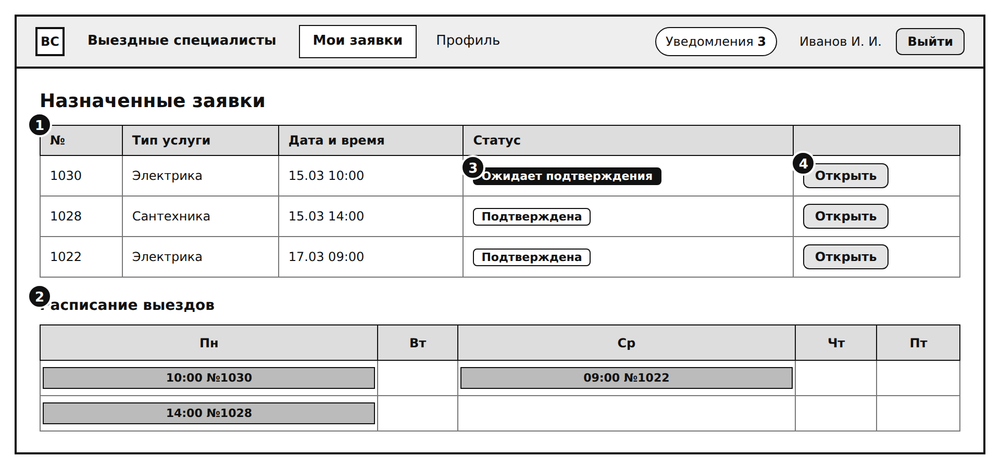 ВС Выездные специалисты Мои заявки Профиль Уведомления 3 Иванов И. И. Выйти
Назначенные заявки
1
№ Тип услуги Дата и время Статус
1030 Электрика 15.03 10:00 3 Ожидает подтверждения 4 Открыть
1028 Сантехника 15.03 14:00 Подтверждена Открыть
1022 Электрика 17.03 09:00 Подтверждена Открыть
2
Расписание выездов
Пн Вт Ср Чт Пт
10:00 №1030 09:00 №1022
14:00 №1028